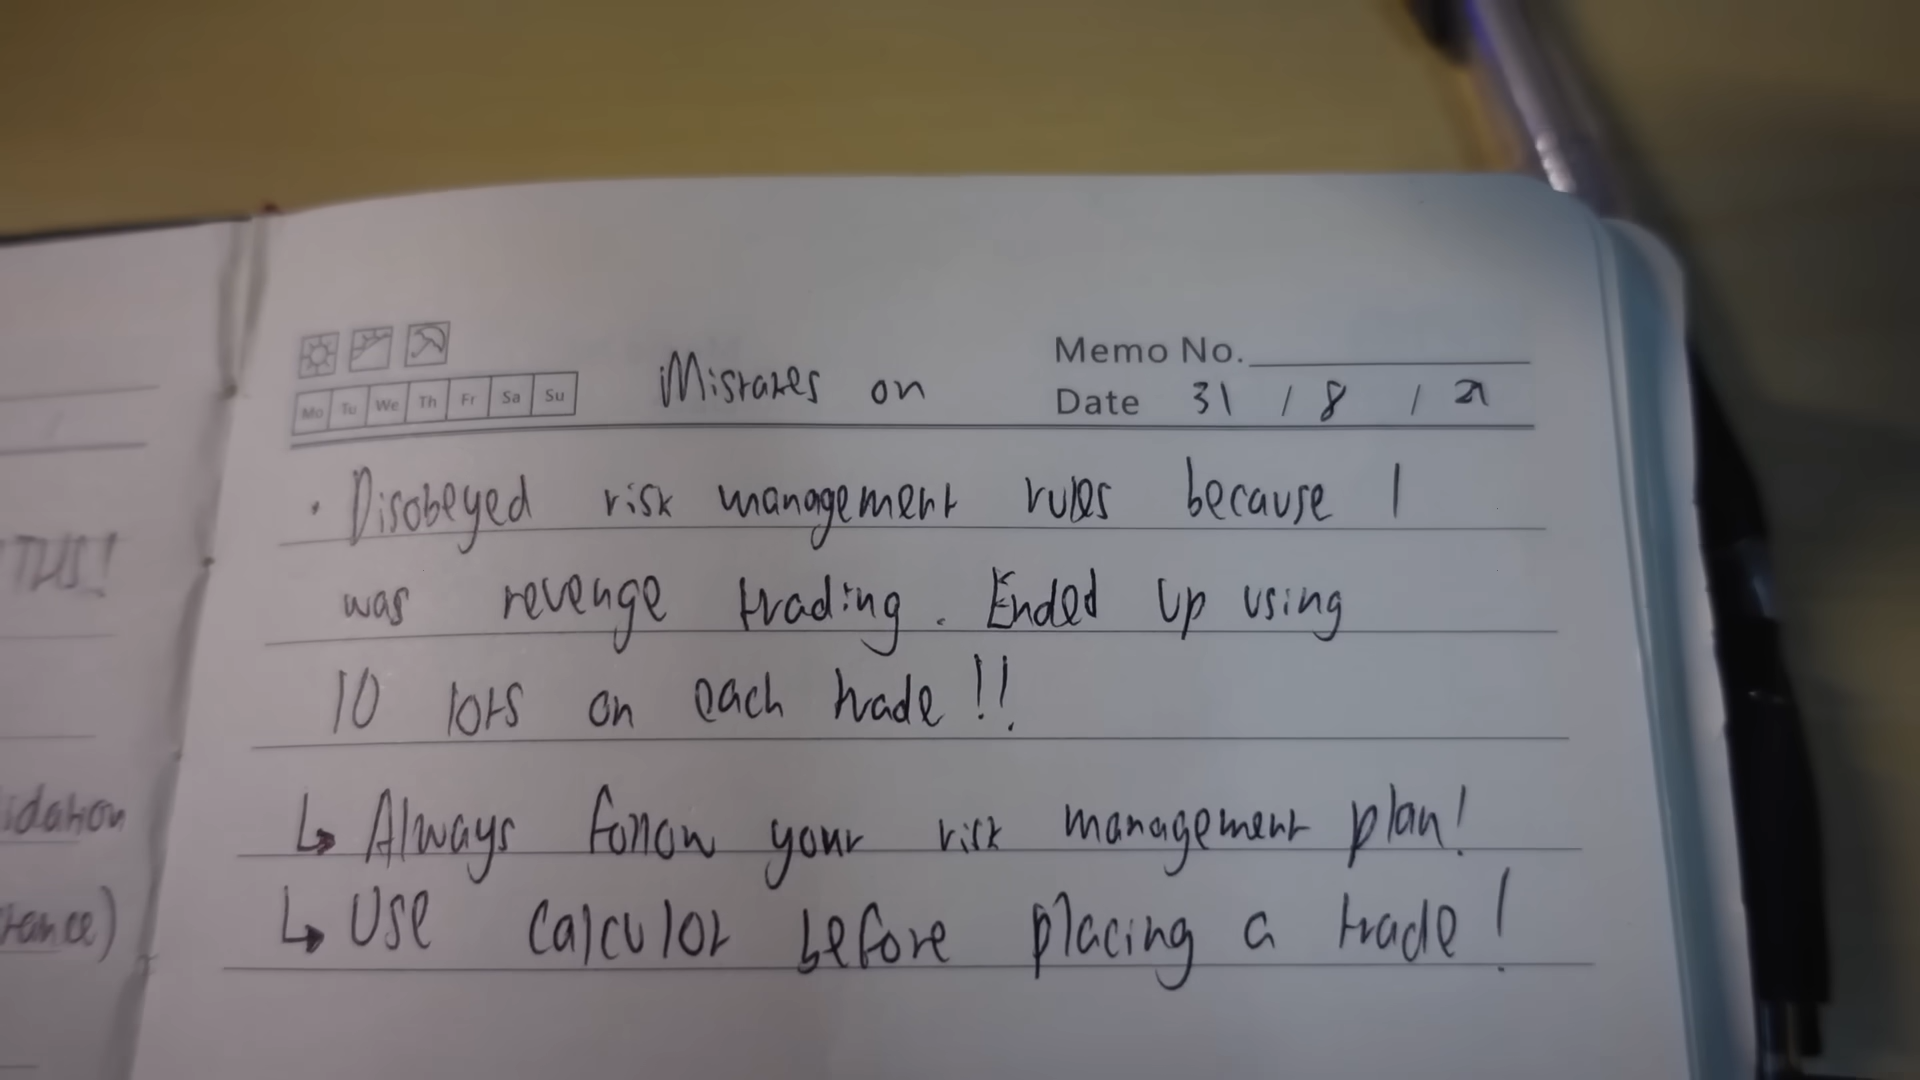 Mo Tu We Th Fr Sa Su
Mistakes on
Memo No.
Date 31 / 8 / 21
• Disobeyed risk management rules because I
was revenge trading. Ended up using
10 lots on each trade!!
↳ Always follow your risk management plan!
↳ Use calculor before placing a trade!
idation
tance)